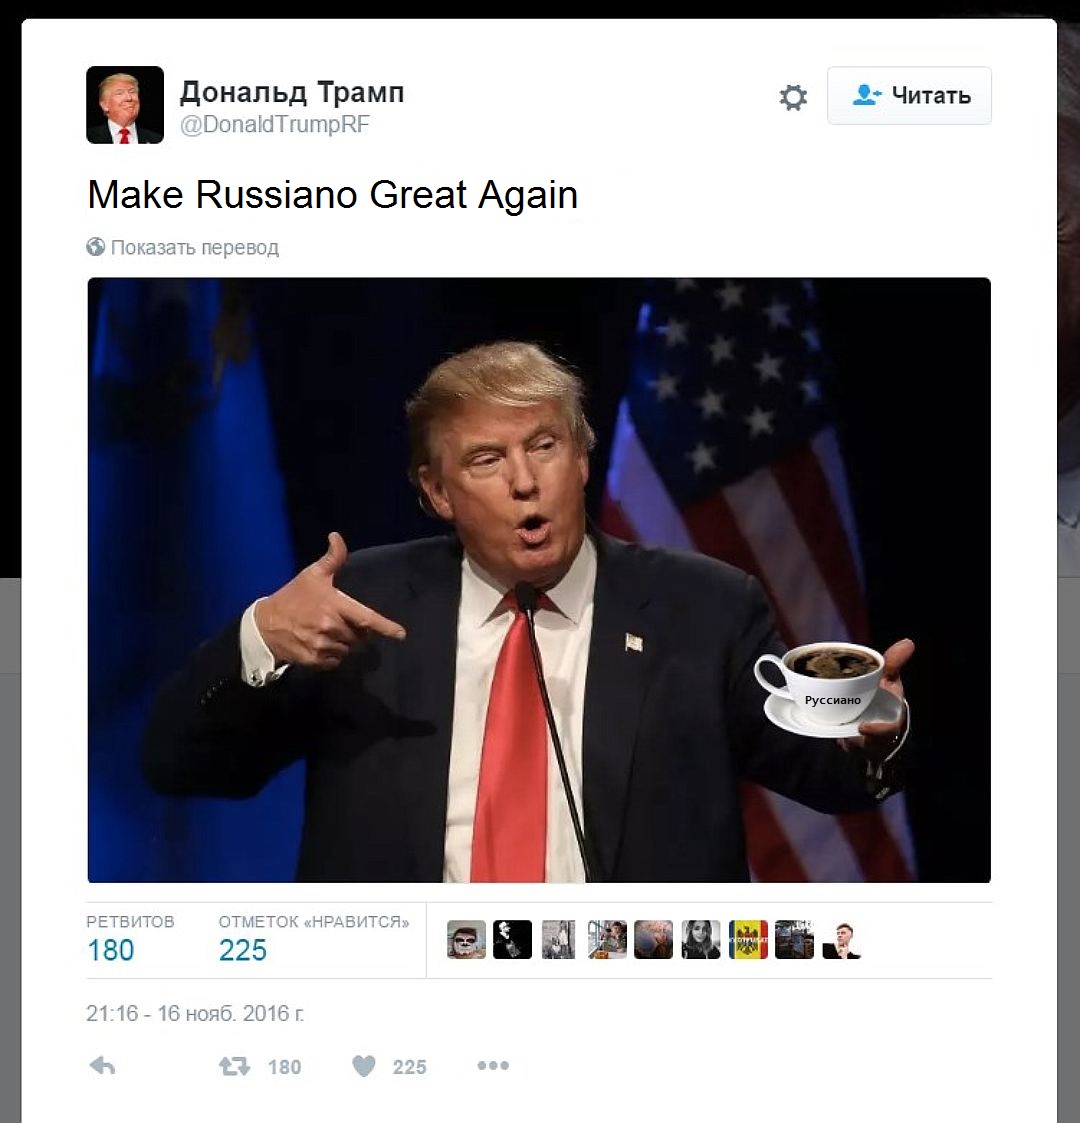 Дональд Трамп
@DonaldTrumpRF
Читать
Make Russiano Great Again
Показать перевод
Руссиано
РЕТВИТОВ
180
ОТМЕТОК «НРАВИТСЯ»
225
21:16 - 16 нояб. 2016 г.
180
225